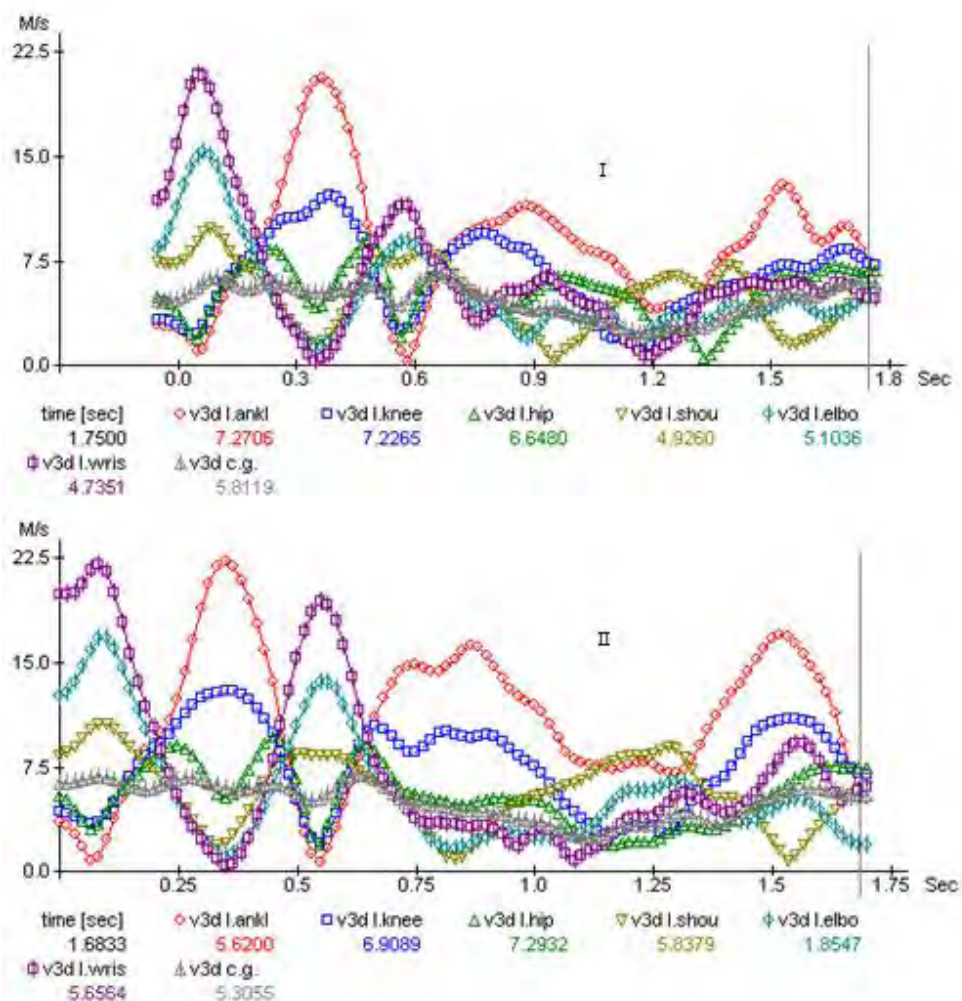 M/s
22.5
15.0
7.5
0.0
I
0.0 0.3 0.6 0.9 1.2 1.5 1.8 Sec
time [sec] v3d l.ankl v3d l.knee v3d l.hip v3d l.shou v3d l.elbo
1.7500 7.2706 7.2265 6.6480 4.9260 5.1036
v3d l.wris v3d c.g.
4.7351 5.8119
M/s
22.5
15.0
7.5
0.0
II
0.25 0.5 0.75 1.0 1.25 1.5 1.75 Sec
time [sec] v3d l.ankl v3d l.knee v3d l.hip v3d l.shou v3d l.elbo
1.6833 5.6200 6.9089 7.2932 5.8379 1.8547
v3d l.wris v3d c.g.
5.6564 5.3055